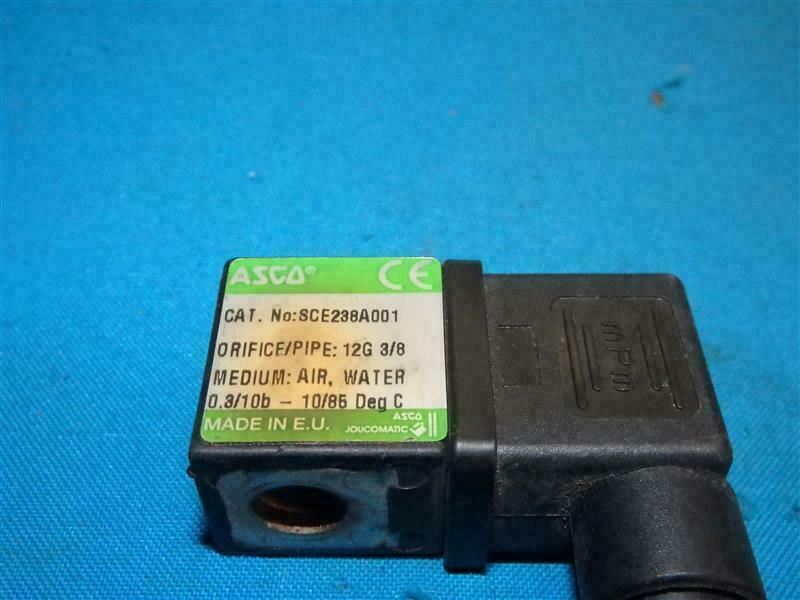 ASCO® CE
CAT. No:SCE238A001
ORIFICE/PIPE: 12G 3/8
MEDIUM: AIR, WATER
0.3/10b – 10/85 Deg C
MADE IN E.U. ASCO JOUCOMATIC
mPm